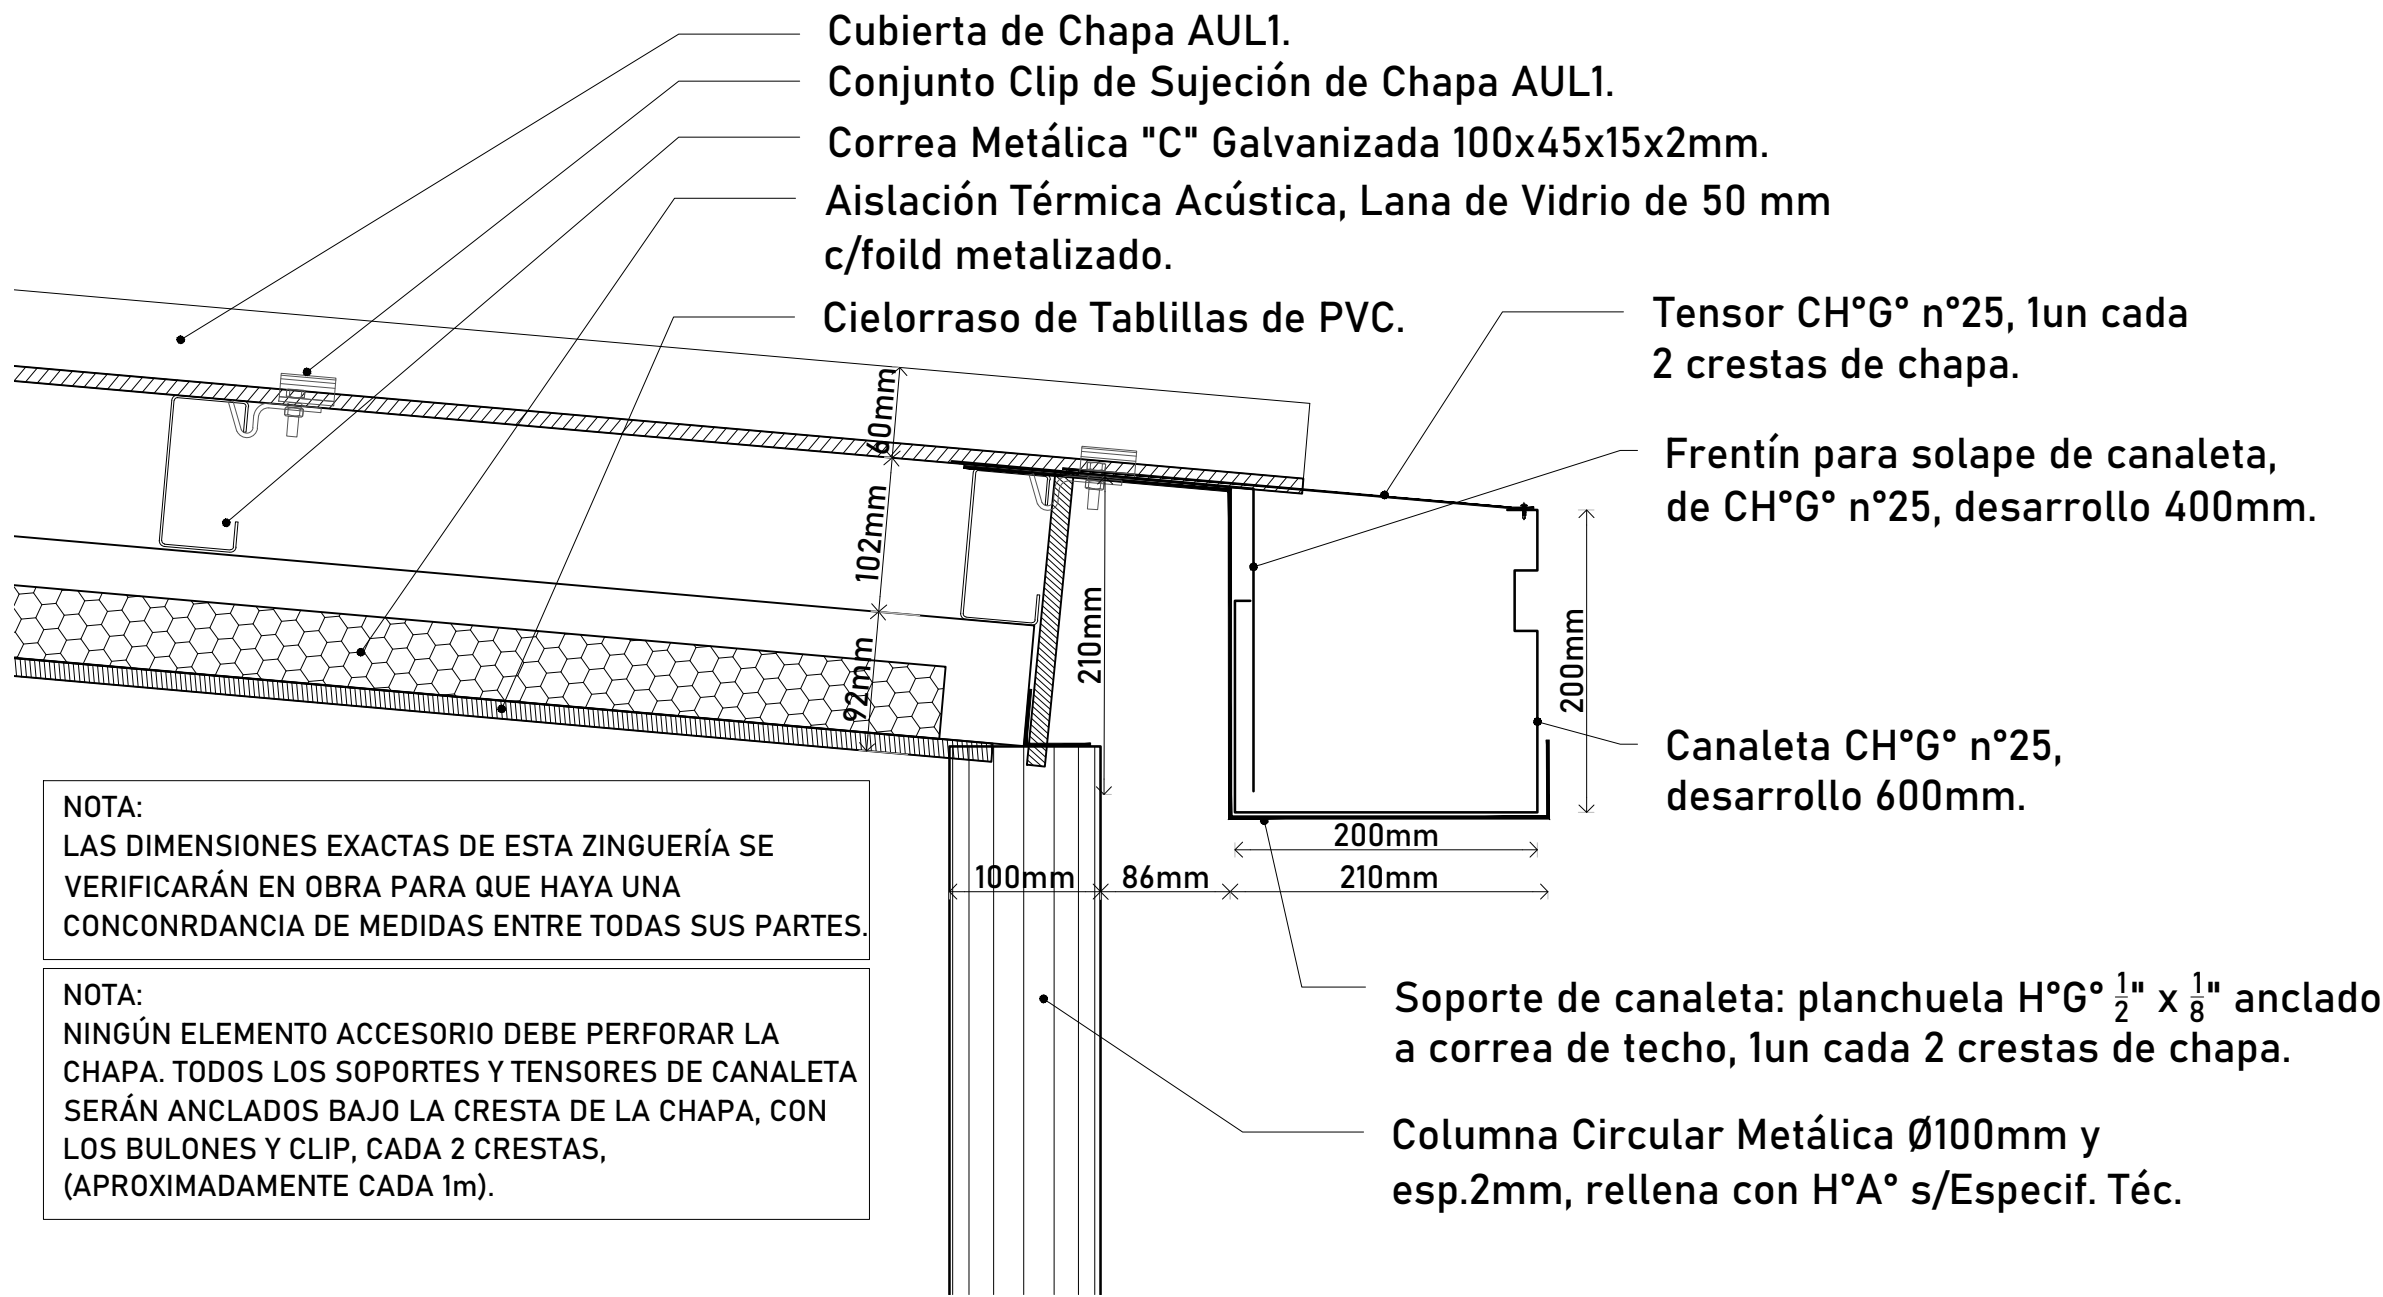 Cubierta de Chapa AUL1.
Conjunto Clip de Sujeción de Chapa AUL1.
Correa Metálica "C" Galvanizada 100x45x15x2mm.
Aislación Térmica Acústica, Lana de Vidrio de 50 mm
c/foild metalizado.
Cielorraso de Tablillas de PVC.
Tensor CH°G° n°25, 1un cada
2 crestas de chapa.
Frentín para solape de canaleta,
de CH°G° n°25, desarrollo 400mm.
60mm
102mm
92mm
210mm
200mm
Canaleta CH°G° n°25,
desarrollo 600mm.
200mm
100mm
86mm
210mm
NOTA:
LAS DIMENSIONES EXACTAS DE ESTA ZINGUERÍA SE
VERIFICARÁN EN OBRA PARA QUE HAYA UNA
CONCONRDANCIA DE MEDIDAS ENTRE TODAS SUS PARTES.
NOTA:
NINGÚN ELEMENTO ACCESORIO DEBE PERFORAR LA
CHAPA. TODOS LOS SOPORTES Y TENSORES DE CANALETA
SERÁN ANCLADOS BAJO LA CRESTA DE LA CHAPA, CON
LOS BULONES Y CLIP, CADA 2 CRESTAS,
(APROXIMADAMENTE CADA 1m).
Soporte de canaleta: planchuela H°G° 1/2" x 1/8" anclado
a correa de techo, 1un cada 2 crestas de chapa.
Columna Circular Metálica Ø100mm y
esp.2mm, rellena con H°A° s/Especif. Téc.